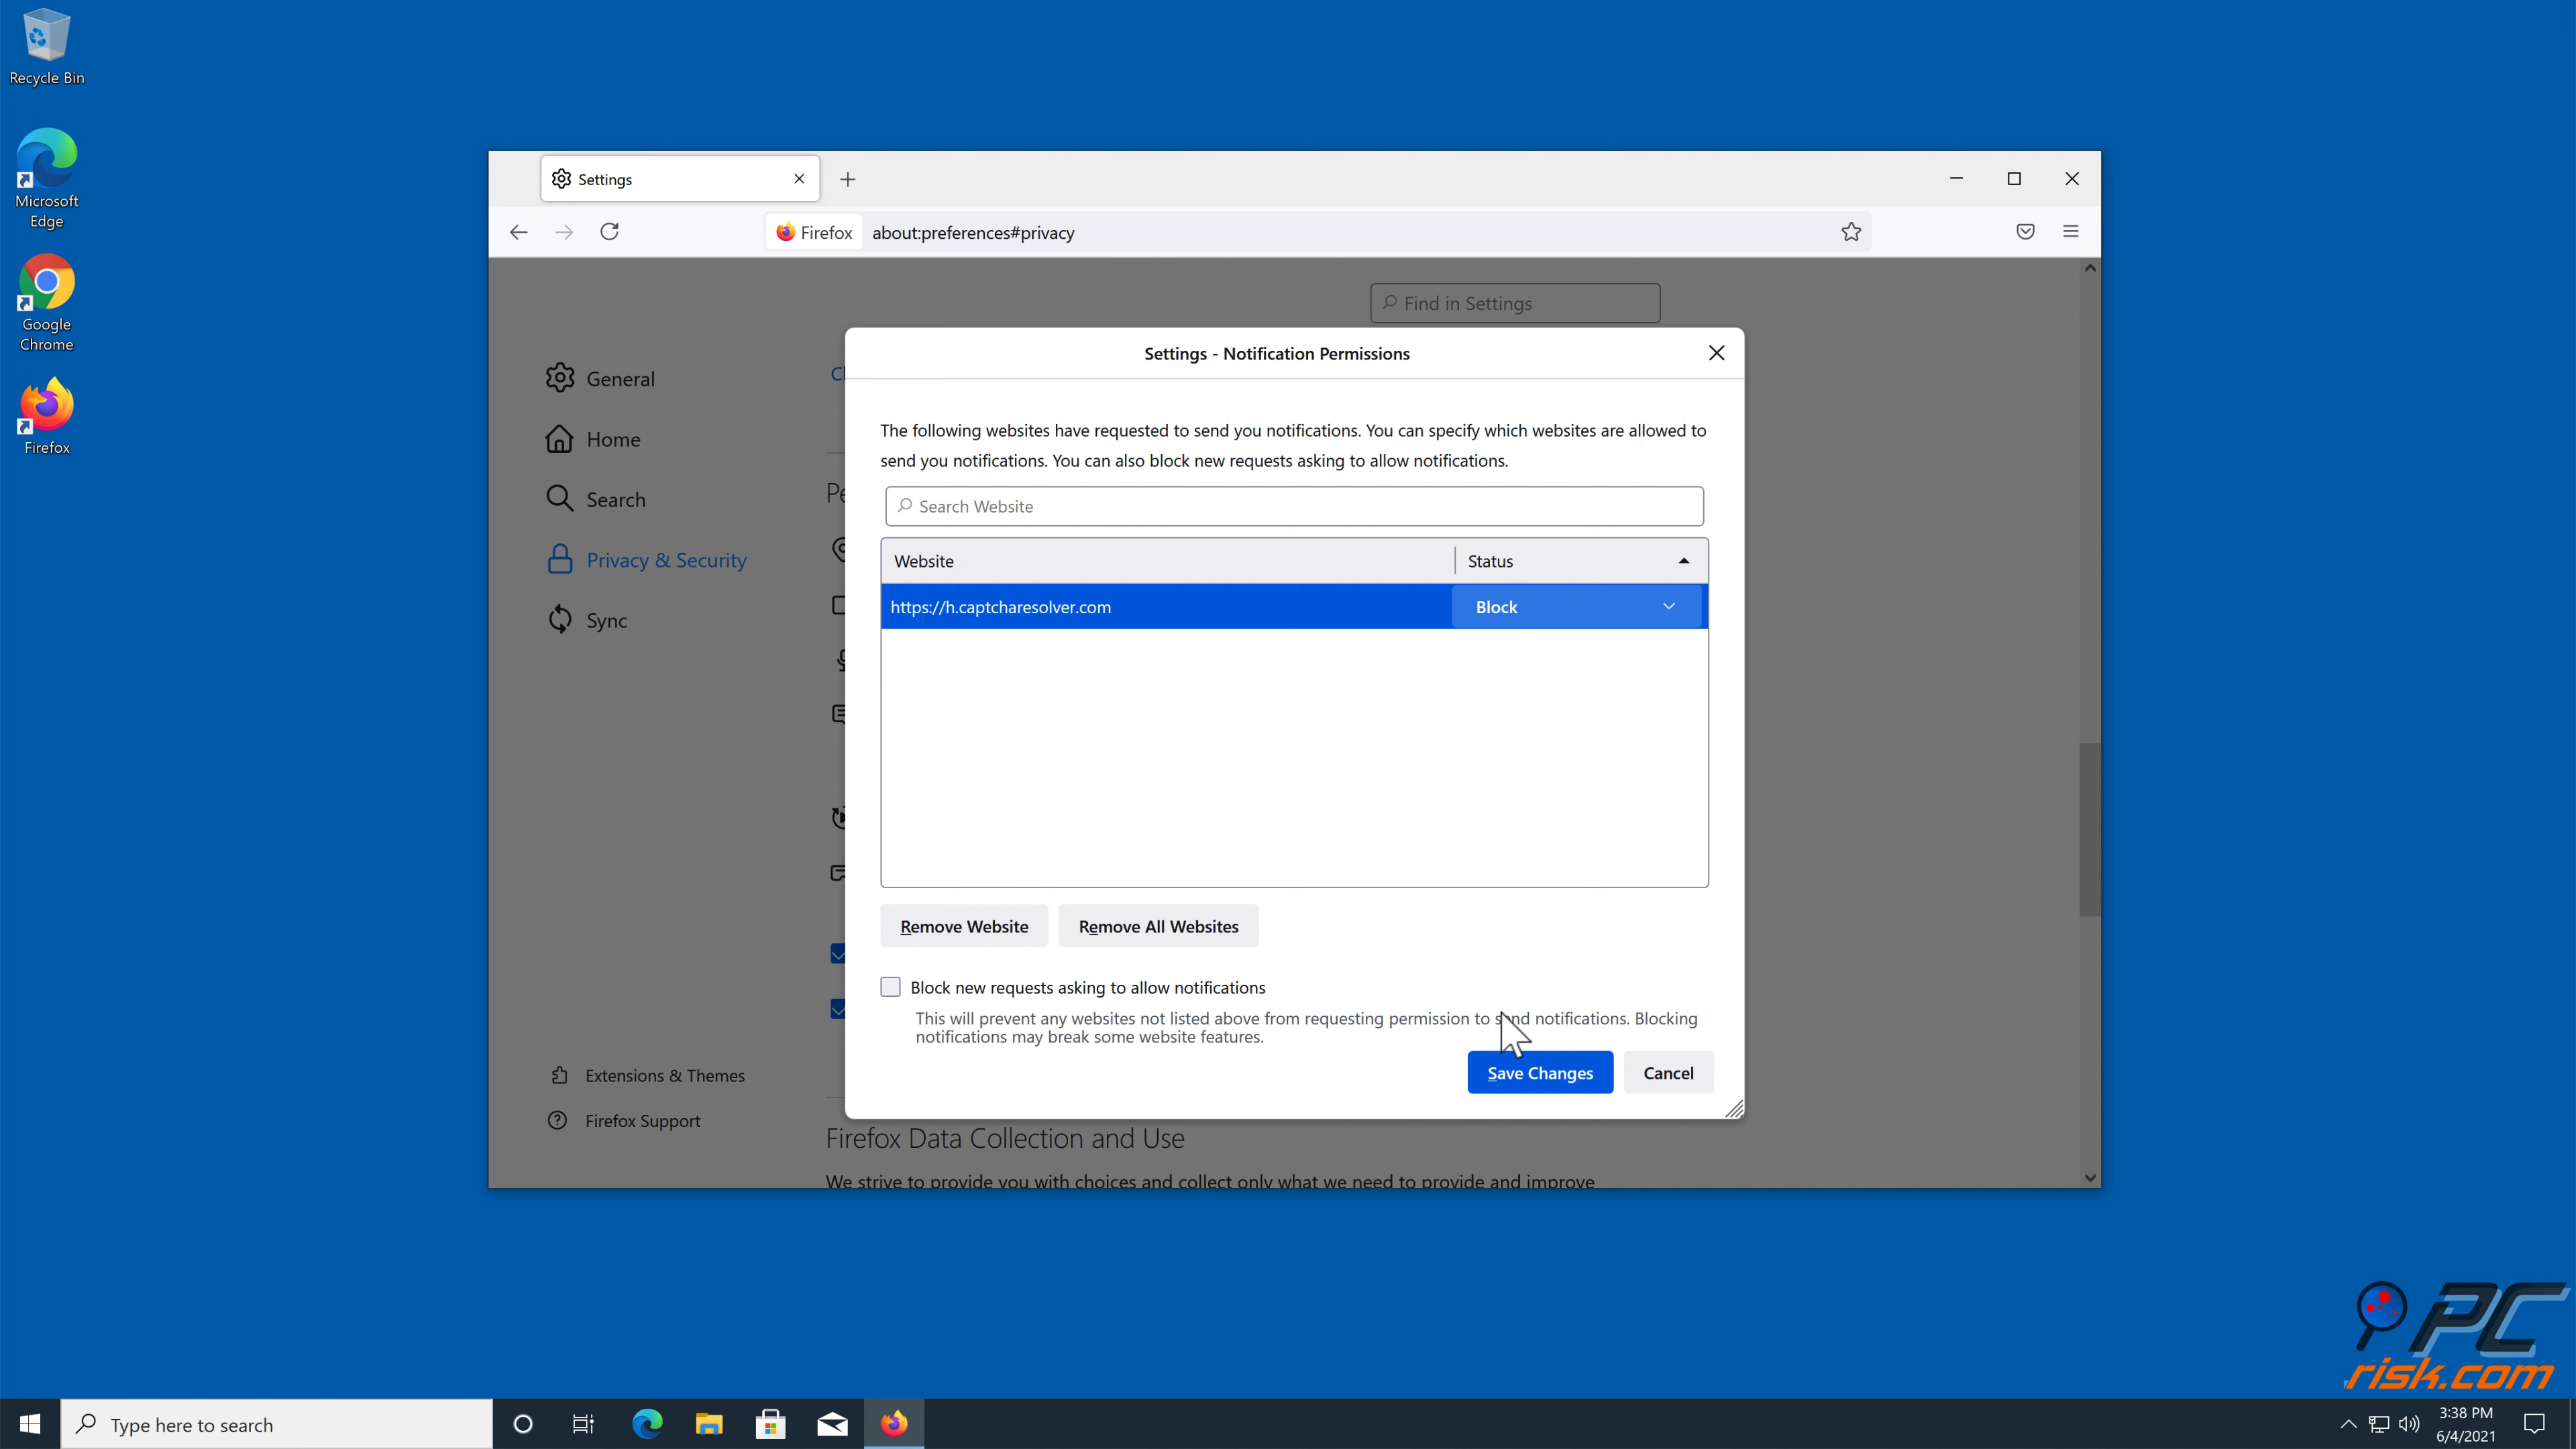 Recycle Bin
Microsoft
Edge
Google
Chrome
Firefox
Settings
Firefox
about:preferences#privacy
Find in Settings
General
Home
Search
Privacy & Security
Sync
Extensions & Themes
Firefox Support
Settings - Notification Permissions
The following websites have requested to send you notifications. You can specify which websites are allowed to
send you notifications. You can also block new requests asking to allow notifications.
Search Website
Website
Status
https://h.captcharesolver.com
Block
Remove Website
Remove All Websites
Block new requests asking to allow notifications
This will prevent any websites not listed above from requesting permission to send notifications. Blocking
notifications may break some website features.
Save Changes
Cancel
Firefox Data Collection and Use
We strive to provide you with choices and collect only what we need to provide and improve
PC
risk.com
Type here to search
3:38 PM
6/4/2021